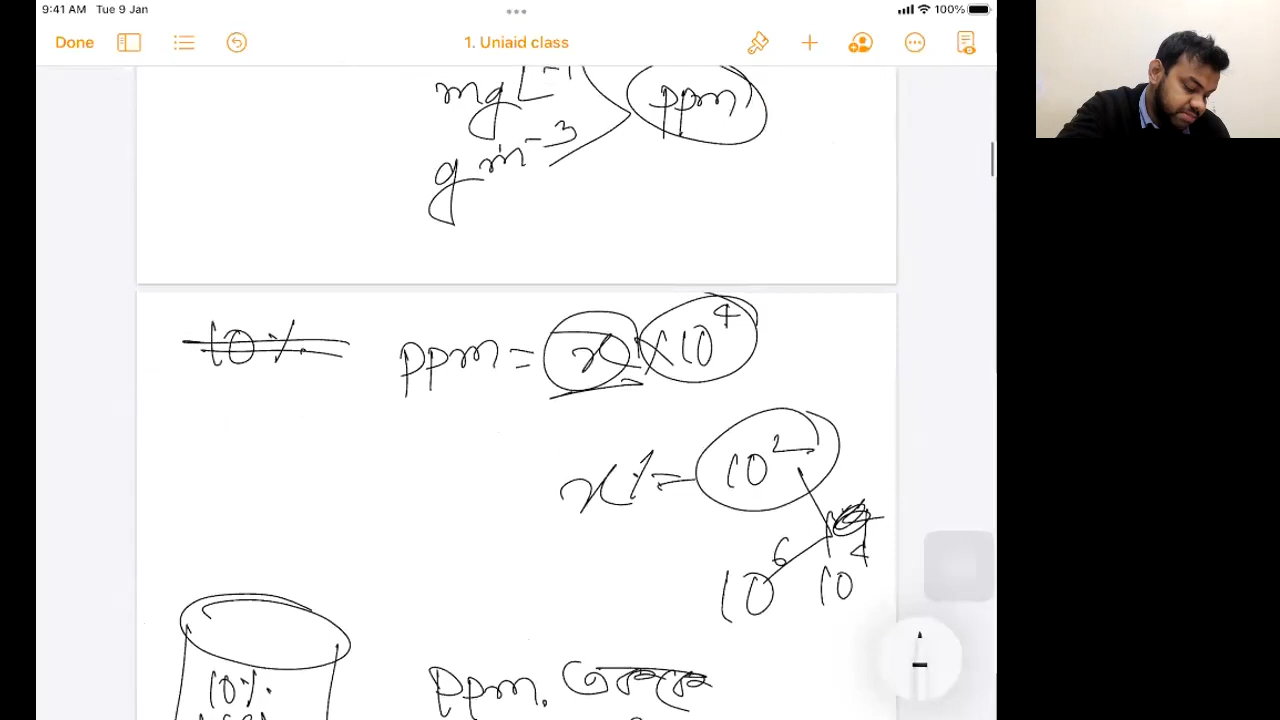 9:41 AM Tue 9 Jan
100%
Done
1. Uniaid class
mg L⁻¹
ppm
g m⁻³
10%
ppm = x × 10⁴
x% = 10²
10⁶ 10⁴
10%
ppm.